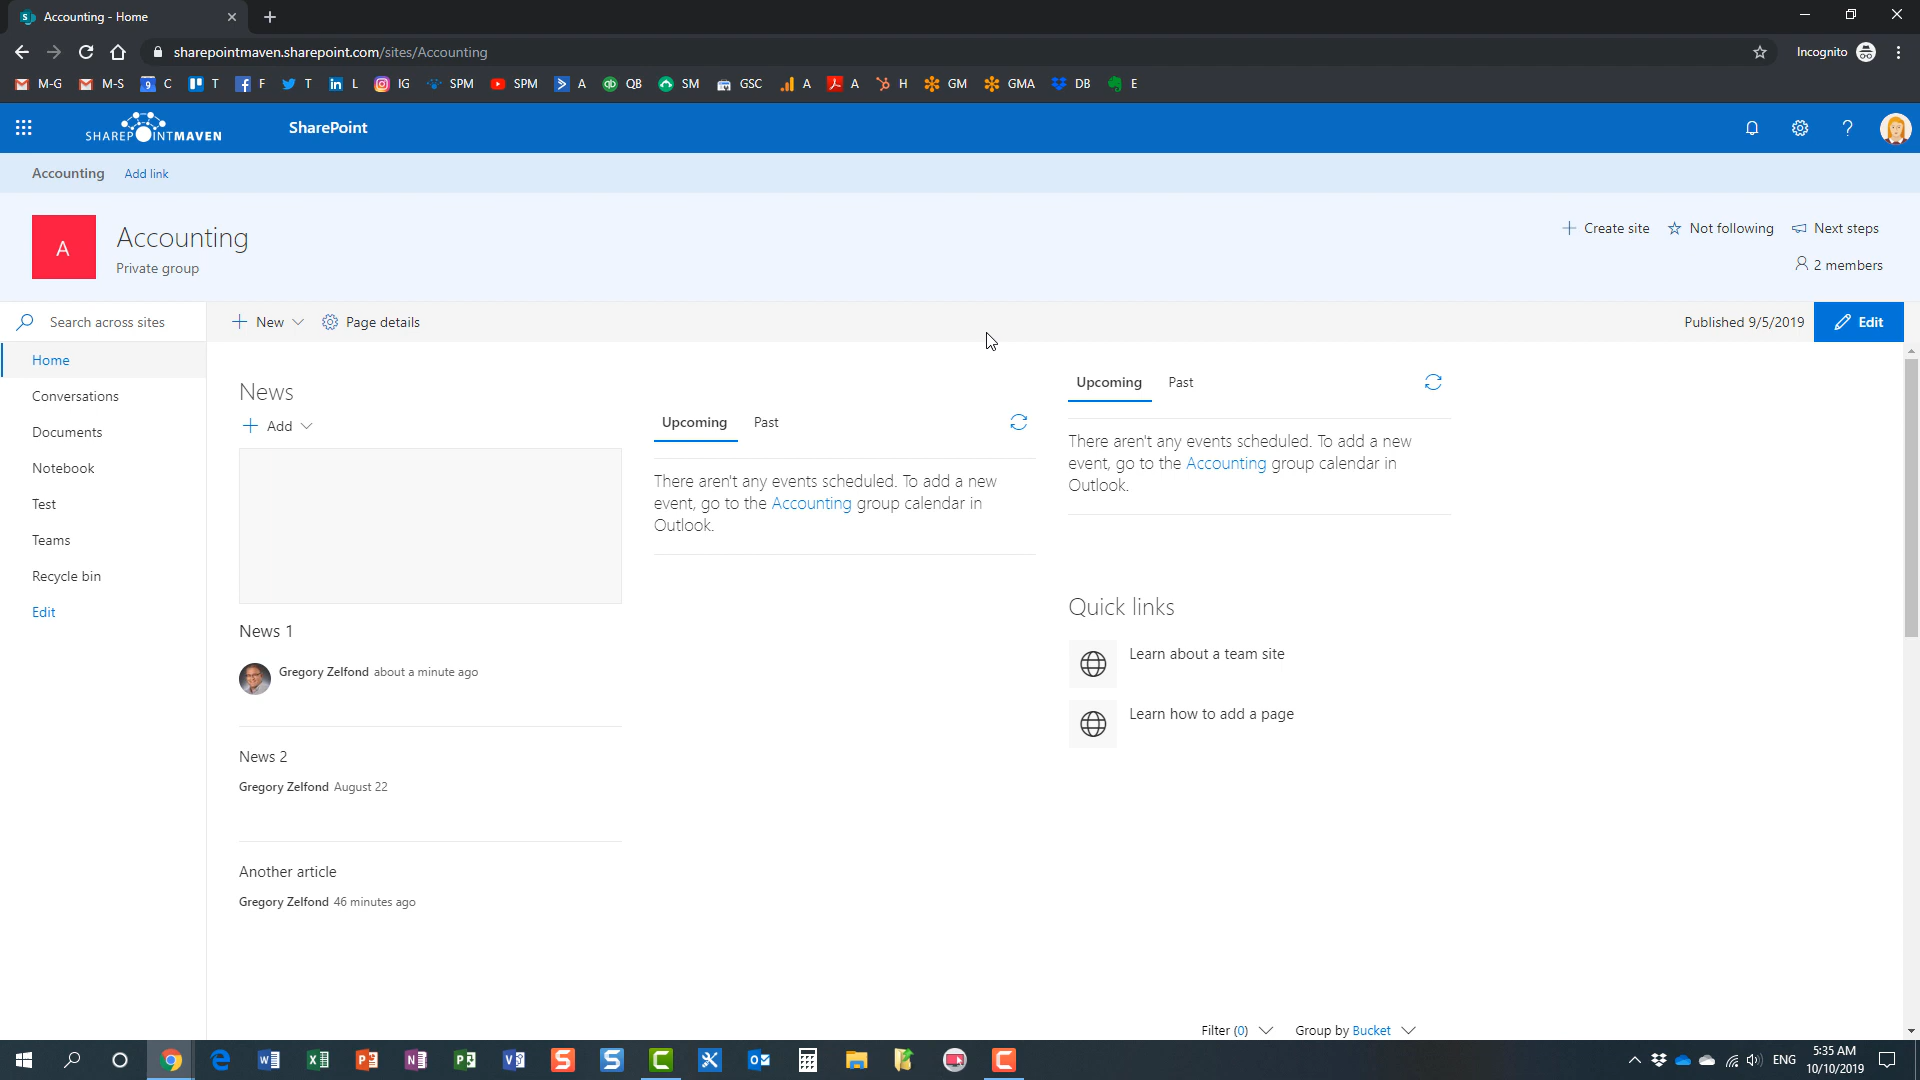 Accounting - Home
sharepointmaven.sharepoint.com/sites/Accounting
Incognito
M-G M-S 9 C T F T L IG SPM SPM A QB SM GSC A A H GM GMA DB E
SHAREPOINTMAVEN
SharePoint
Accounting Add link
A
Accounting
Private group
Create site Not following Next steps
2 members
Search across sites
New Page details
Published 9/5/2019 Edit
Home
Conversations
Documents
Notebook
Test
Teams
Recycle bin
Edit
News
Add
News 1
Gregory Zelfond about a minute ago
News 2
Gregory Zelfond August 22
Another article
Gregory Zelfond 46 minutes ago
Upcoming Past
There aren't any events scheduled. To add a new
event, go to the Accounting group calendar in
Outlook.
Upcoming Past
There aren't any events scheduled. To add a new
event, go to the Accounting group calendar in
Outlook.
Quick links
Learn about a team site
Learn how to add a page
Filter (0) Group by Bucket
ENG
5:35 AM
10/10/2019